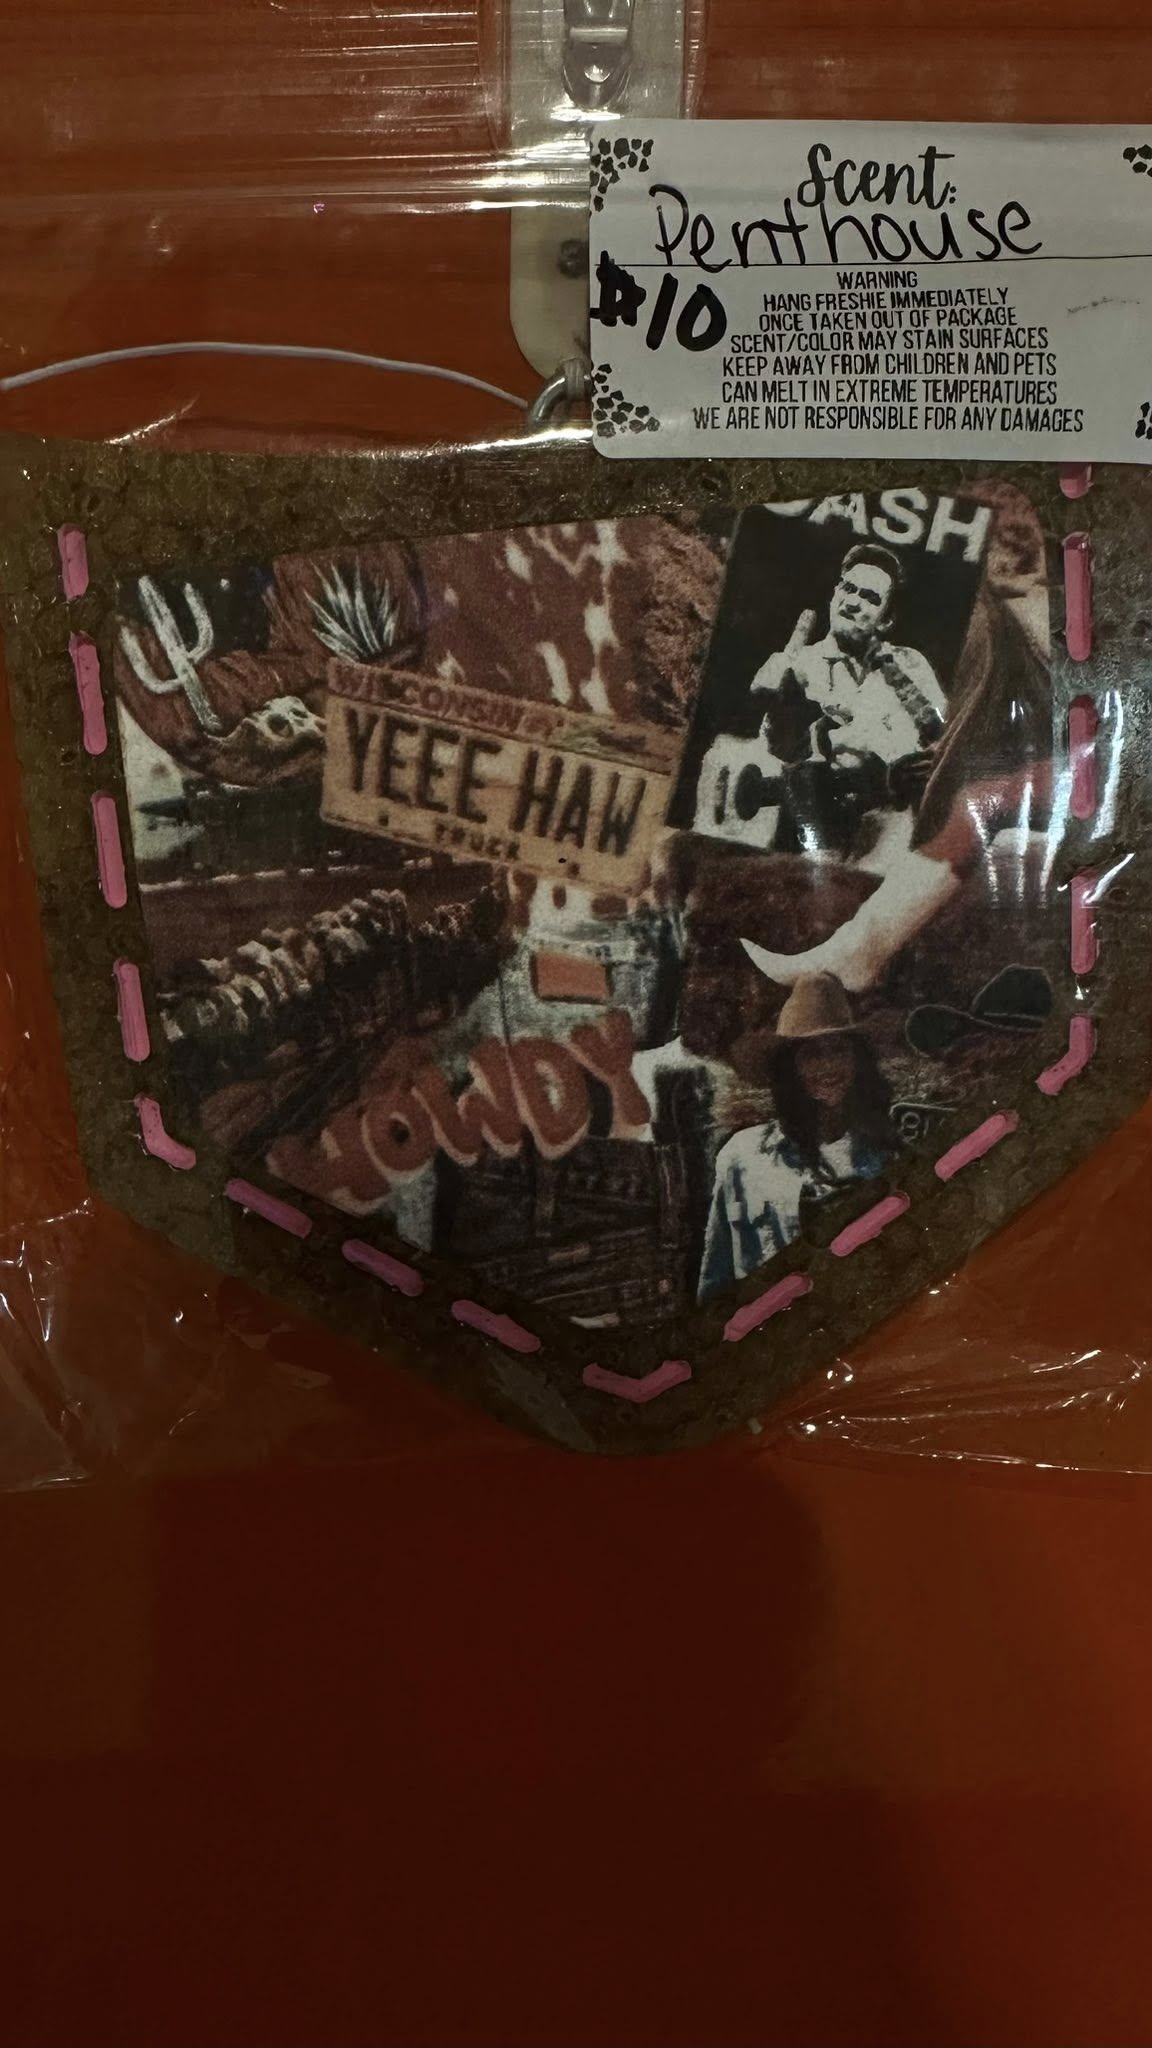 Scent:
Penthouse
$10
WARNING
HANG FRESHIE IMMEDIATELY
ONCE TAKEN OUT OF PACKAGE
SCENT/COLOR MAY STAIN SURFACES
KEEP AWAY FROM CHILDREN AND PETS
CAN MELT IN EXTREME TEMPERATURES
WE ARE NOT RESPONSIBLE FOR ANY DAMAGES
CASH
WISCONSIN
YEEE HAW
TRUCK
HOWDY